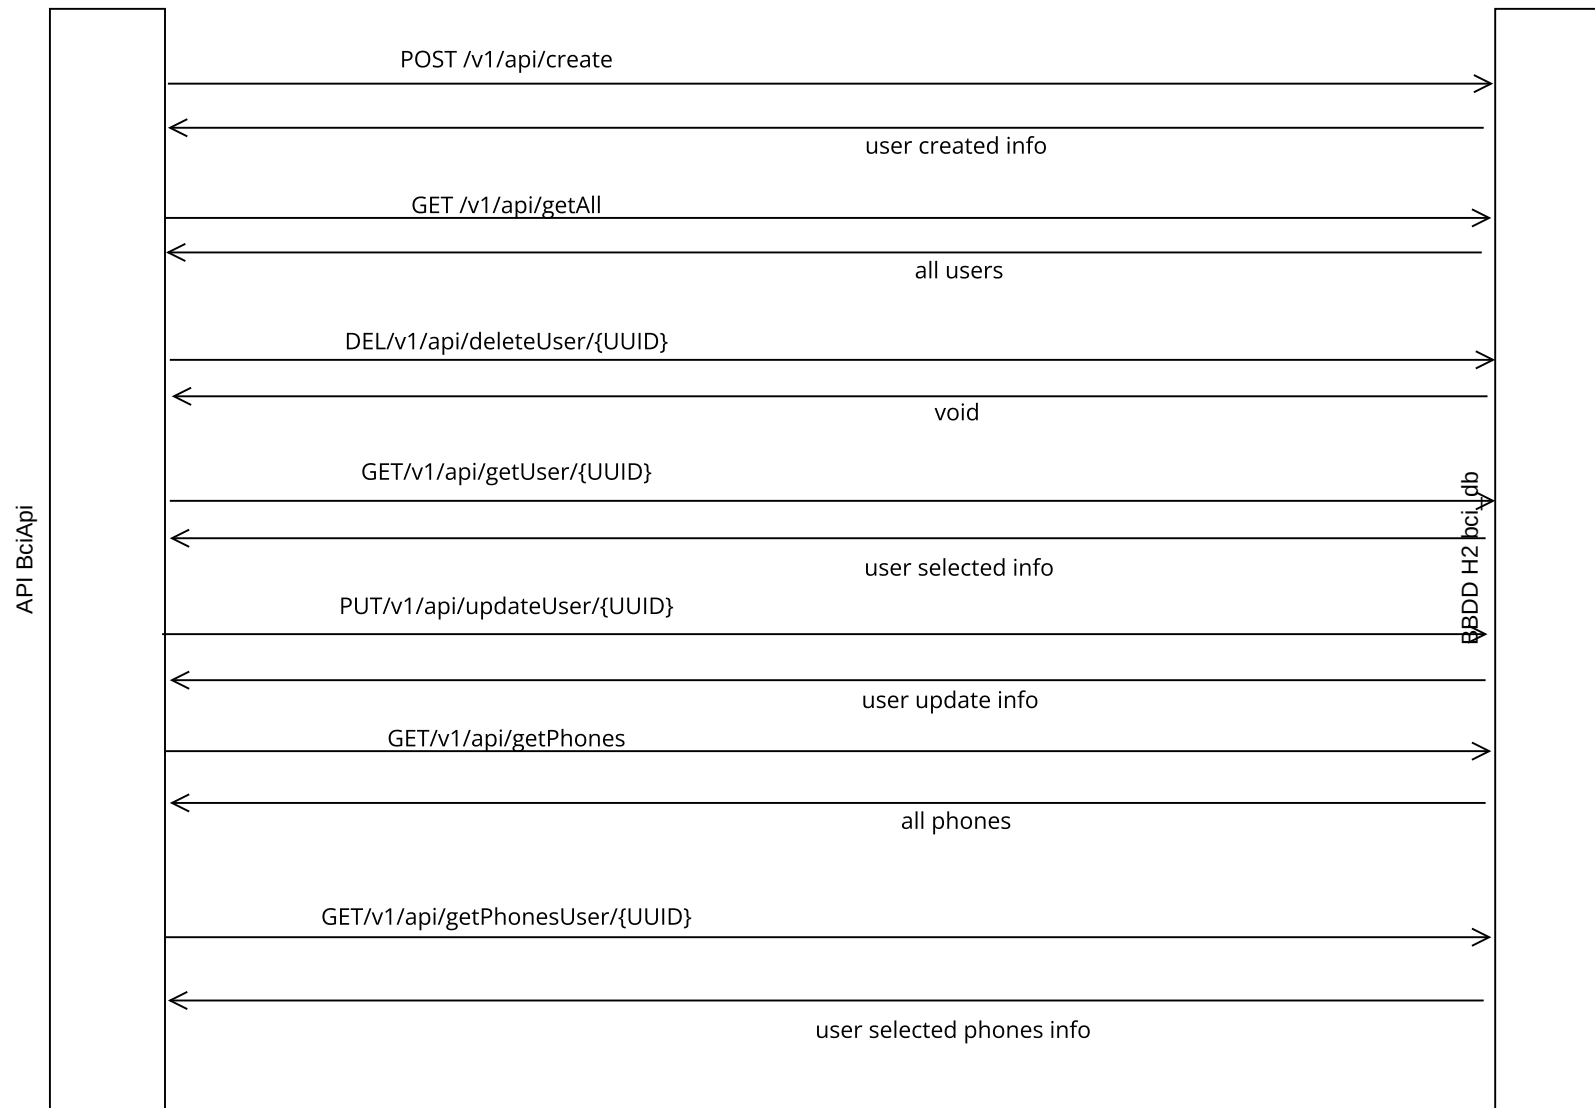 POST /v1/api/create
user created info
GET /v1/api/getAll
all users
DEL/v1/api/deleteUser/{UUID}
void
GET/v1/api/getUser/{UUID}
API BciApi
BBDD H2 bci_db
user selected info
PUT/v1/api/updateUser/{UUID}
user update info
GET/v1/api/getPhones
all phones
GET/v1/api/getPhonesUser/{UUID}
user selected phones info